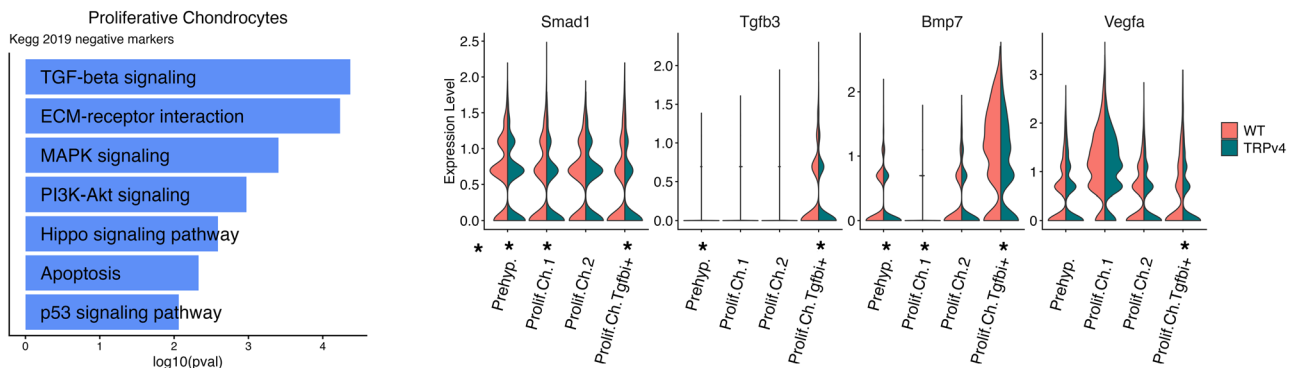 Proliferative Chondrocytes
Kegg 2019 negative markers
TGF-beta signaling
ECM-receptor interaction
MAPK signaling
PI3K-Akt signaling
Hippo signaling pathway
Apoptosis
p53 signaling pathway
0 1 2 3 4
log10(pval)
Smad1 Tgfb3 Bmp7 Vegfa
Expression Level
2.5
2.0
1.5
1.0
0.5
0.0
2.0
1.5
1.0
0.5
0.0
2
1
0
3
2
1
0
* * * *
Prehyp.
Prolif.Ch.1
Prolif.Ch.2
Prolif.Ch.Tgfbi+
* *
Prehyp.
Prolif.Ch.1
Prolif.Ch.2
Prolif.Ch.Tgfbi+
* * *
Prehyp.
Prolif.Ch.1
Prolif.Ch.2
Prolif.Ch.Tgfbi+
*
Prehyp.
Prolif.Ch.1
Prolif.Ch.2
Prolif.Ch.Tgfbi+
WT
TRPv4